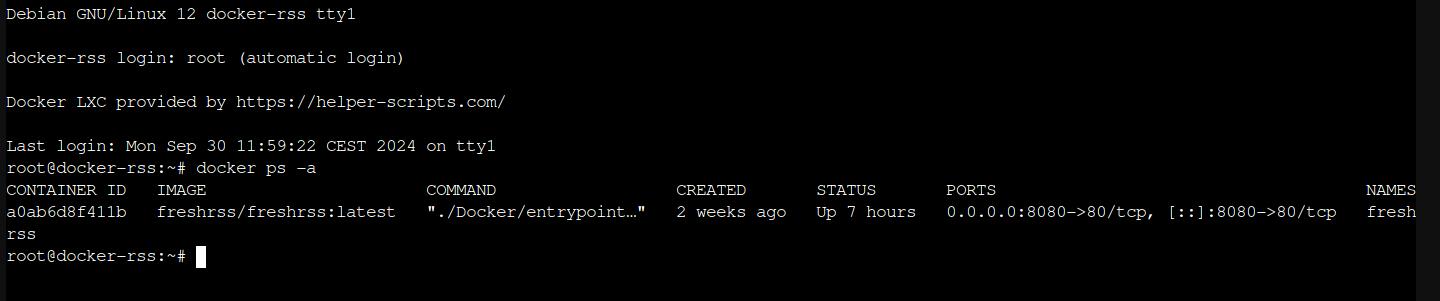 Debian GNU/Linux 12 docker-rss tty1
docker-rss login: root (automatic login)
Docker LXC provided by https://helper-scripts.com/
Last login: Mon Sep 30 11:59:22 CEST 2024 on tty1
root@docker-rss:~# docker ps -a
CONTAINER ID   IMAGE                      COMMAND                  CREATED       STATUS       PORTS                                     NAMES
a0ab6d8f411b   freshrss/freshrss:latest   "./Docker/entrypoint…"   2 weeks ago   Up 7 hours   0.0.0.0:8080->80/tcp, [::]:8080->80/tcp   fresh
rss
root@docker-rss:~#